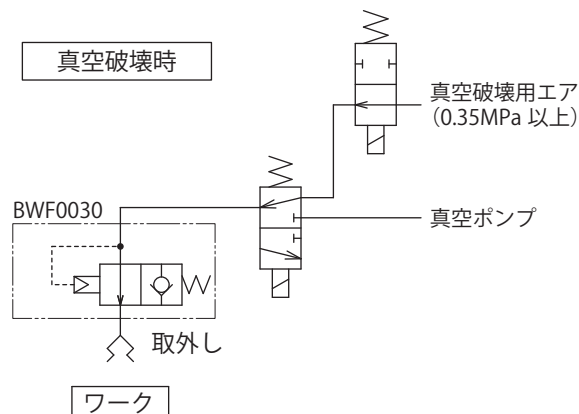 真空破壊時
真空破壊用エア
（0.35MPa 以上）
BWF0030
真空ポンプ
取外し
ワーク